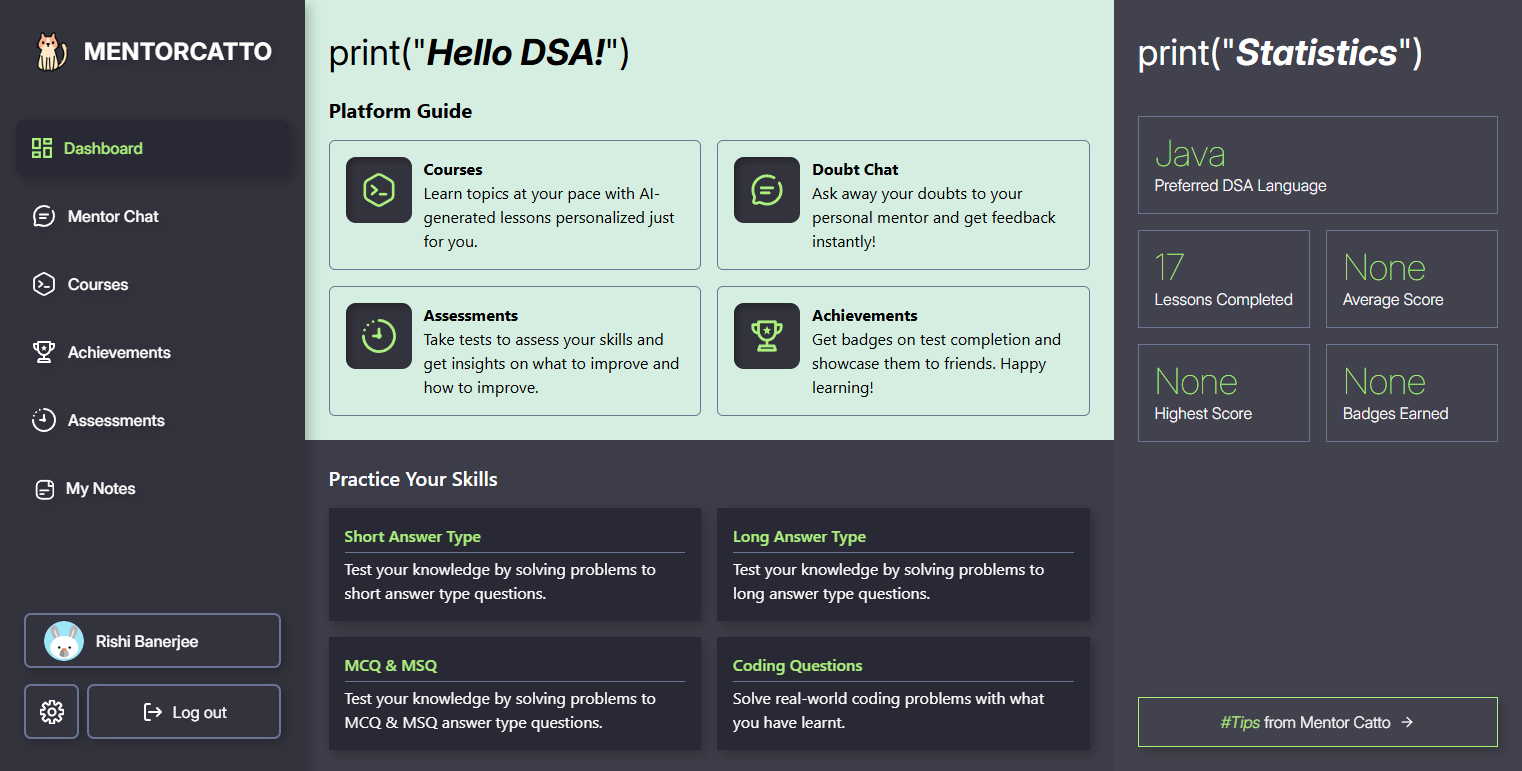 MENTORCATTO
Dashboard
Mentor Chat
Courses
Achievements
Assessments
My Notes
Rishi Banerjee
Log out
print("Hello DSA!")
Platform Guide
Courses
Learn topics at your pace with AI-
generated lessons personalized just
for you.
Doubt Chat
Ask away your doubts to your
personal mentor and get feedback
instantly!
Assessments
Take tests to assess your skills and
get insights on what to improve and
how to improve.
Achievements
Get badges on test completion and
showcase them to friends. Happy
learning!
Practice Your Skills
Short Answer Type
Test your knowledge by solving problems to
short answer type questions.
Long Answer Type
Test your knowledge by solving problems to
long answer type questions.
MCQ & MSQ
Test your knowledge by solving problems to
MCQ & MSQ answer type questions.
Coding Questions
Solve real-world coding problems with what
you have learnt.
print("Statistics")
Java
Preferred DSA Language
17
Lessons Completed
None
Average Score
None
Highest Score
None
Badges Earned
#Tips from Mentor Catto →